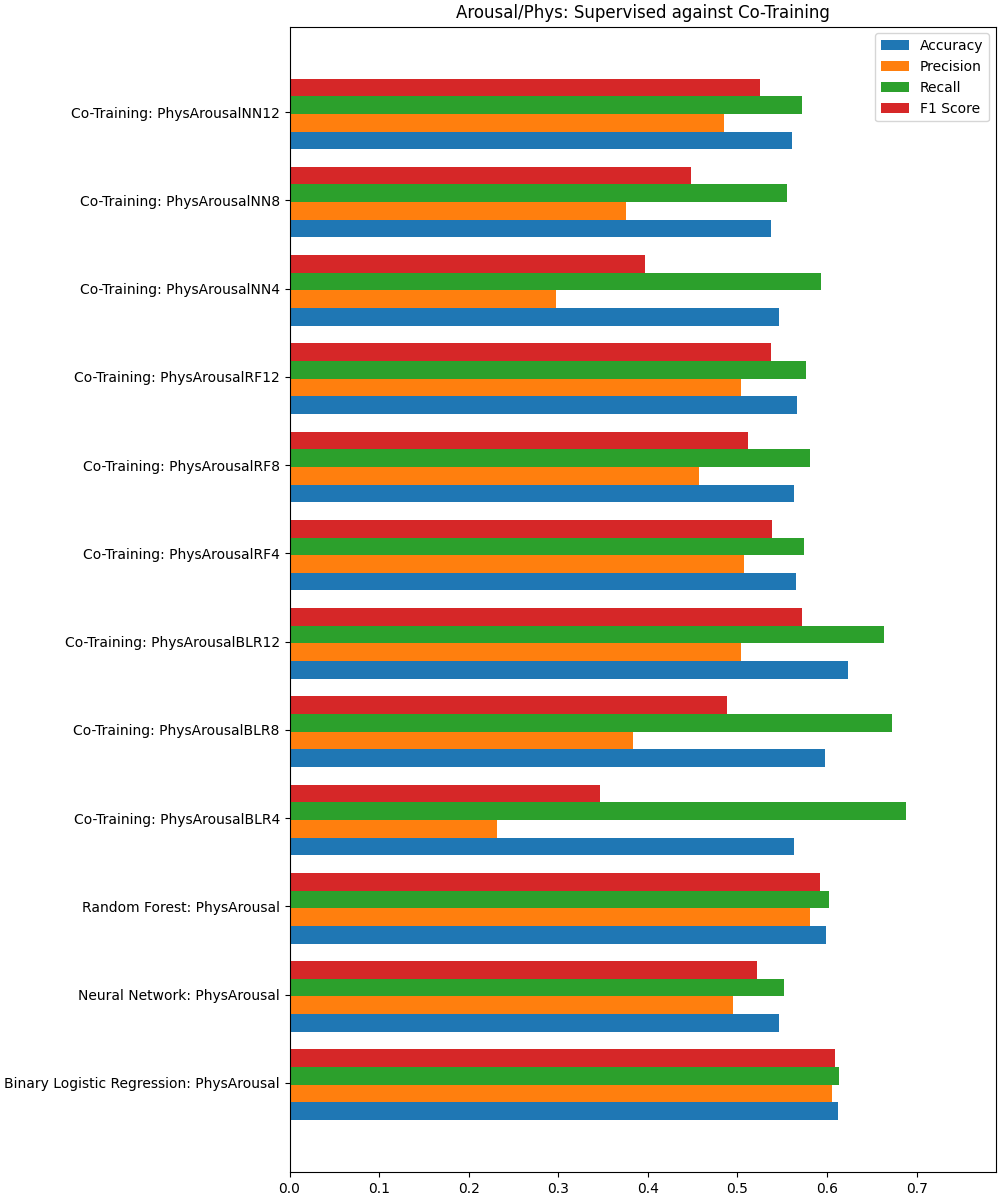 Arousal/Phys: Supervised against Co-Training
Accuracy
Precision
Recall
F1 Score
Co-Training: PhysArousalNN12
Co-Training: PhysArousalNN8
Co-Training: PhysArousalNN4
Co-Training: PhysArousalRF12
Co-Training: PhysArousalRF8
Co-Training: PhysArousalRF4
Co-Training: PhysArousalBLR12
Co-Training: PhysArousalBLR8
Co-Training: PhysArousalBLR4
Random Forest: PhysArousal
Neural Network: PhysArousal
Binary Logistic Regression: PhysArousal
0.0 0.1 0.2 0.3 0.4 0.5 0.6 0.7